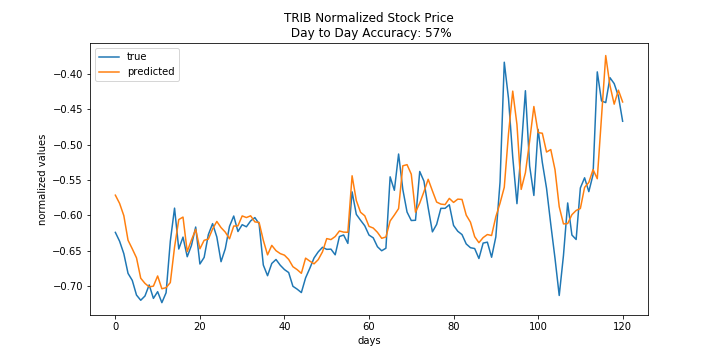 TRIB Normalized Stock Price
Day to Day Accuracy: 57%
true
predicted
normalized values
−0.40
−0.45
−0.50
−0.55
−0.60
−0.65
−0.70
0
20
40
60
80
100
120
days